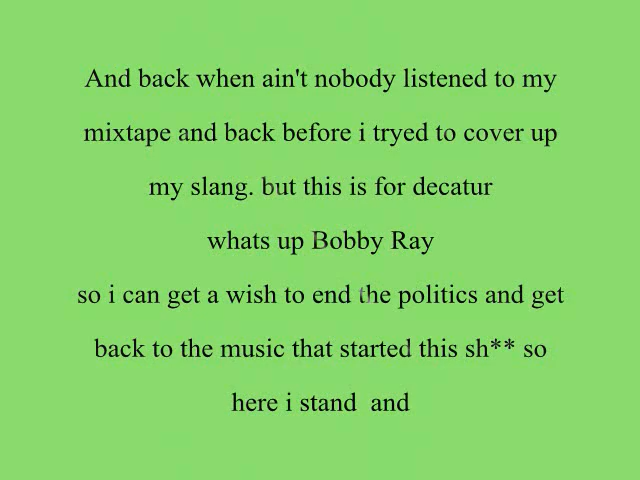 And back when ain't nobody listened to my
mixtape and back before i tryed to cover up
my slang. but this is for decatur
whats up Bobby Ray
so i can get a wish to end the politics and get
back to the music that started this sh** so
here i stand  and